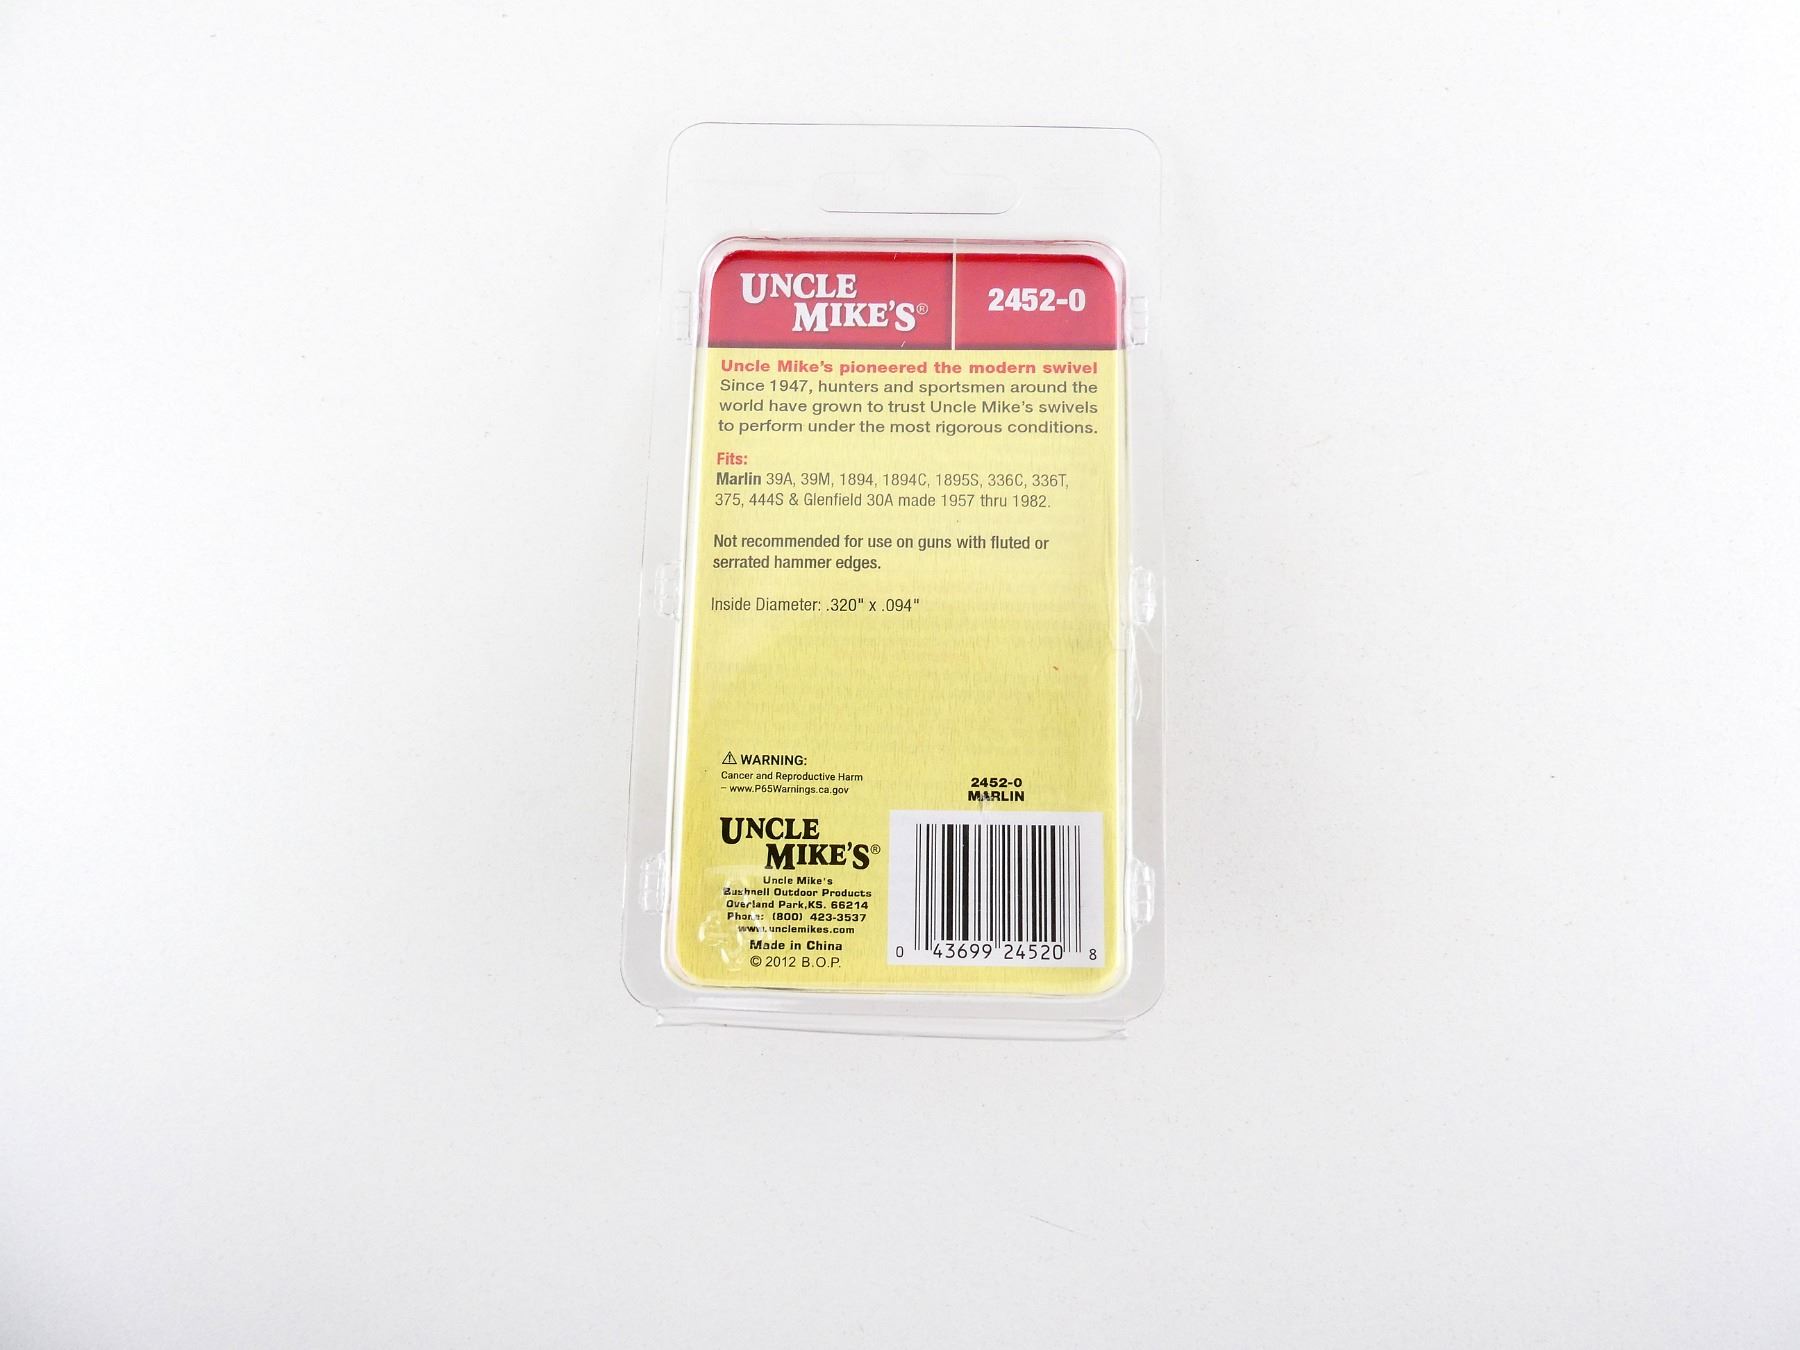 UNCLE
MIKE'S®
2452-0
Uncle Mike's pioneered the modern swivel
Since 1947, hunters and sportsmen around the
world have grown to trust Uncle Mike's swivels
to perform under the most rigorous conditions.
Fits:
Marlin 39A, 39M, 1894, 1894C, 1895S, 336C, 336T,
375, 444S & Glenfield 30A made 1957 thru 1982.
Not recommended for use on guns with fluted or
serrated hammer edges.
Inside Diameter: .320" x .094"
⚠ WARNING:
Cancer and Reproductive Harm
– www.P65Warnings.ca.gov
UNCLE
MIKE'S®
Uncle Mike's
Bushnell Outdoor Products
Overland Park,KS. 66214
Phone: (800) 423-3537
www.unclemikes.com
Made in China
© 2012 B.O.P.
2452-0
MARLIN
0 43699 24520 8